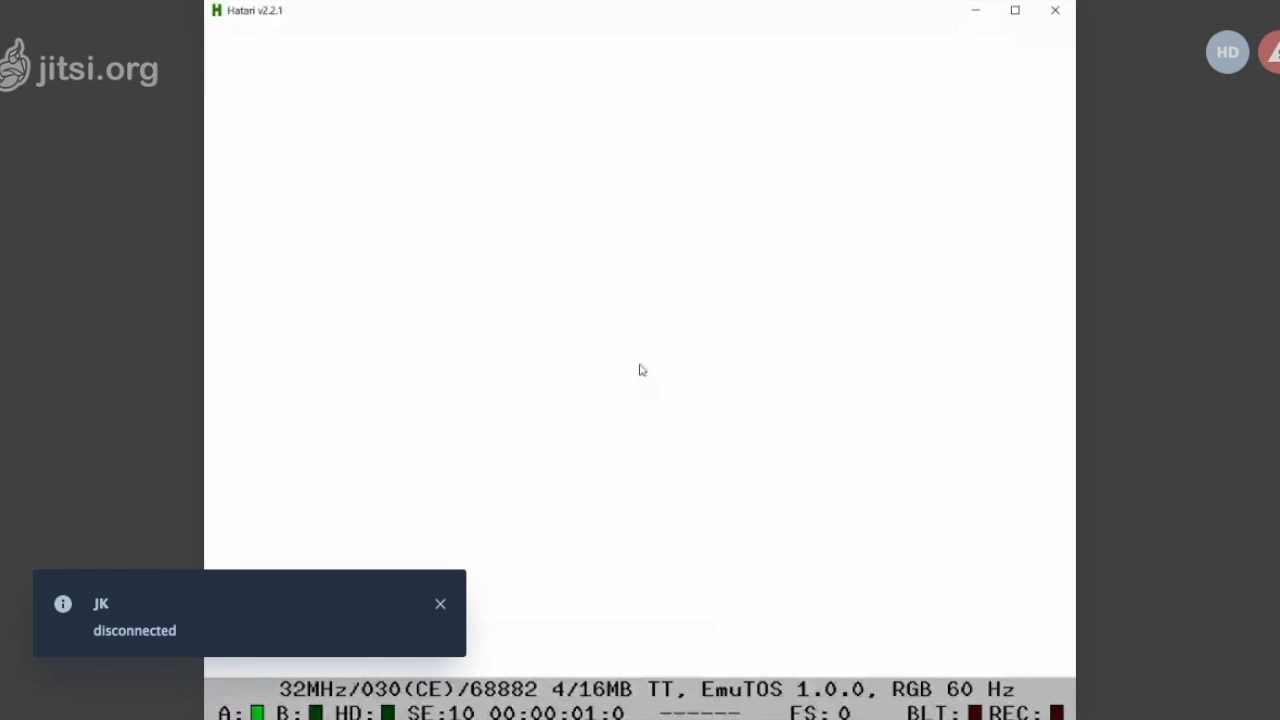 Hatari v2.2.1
jitsi.org
HD
JK
disconnected
32MHz/030(CE)/68882 4/16MB TT, EmuTOS 1.0.0, RGB 60 Hz
A: B: HD: SE:10 00:00:01:0 ------ FS: 0 BLT: REC: